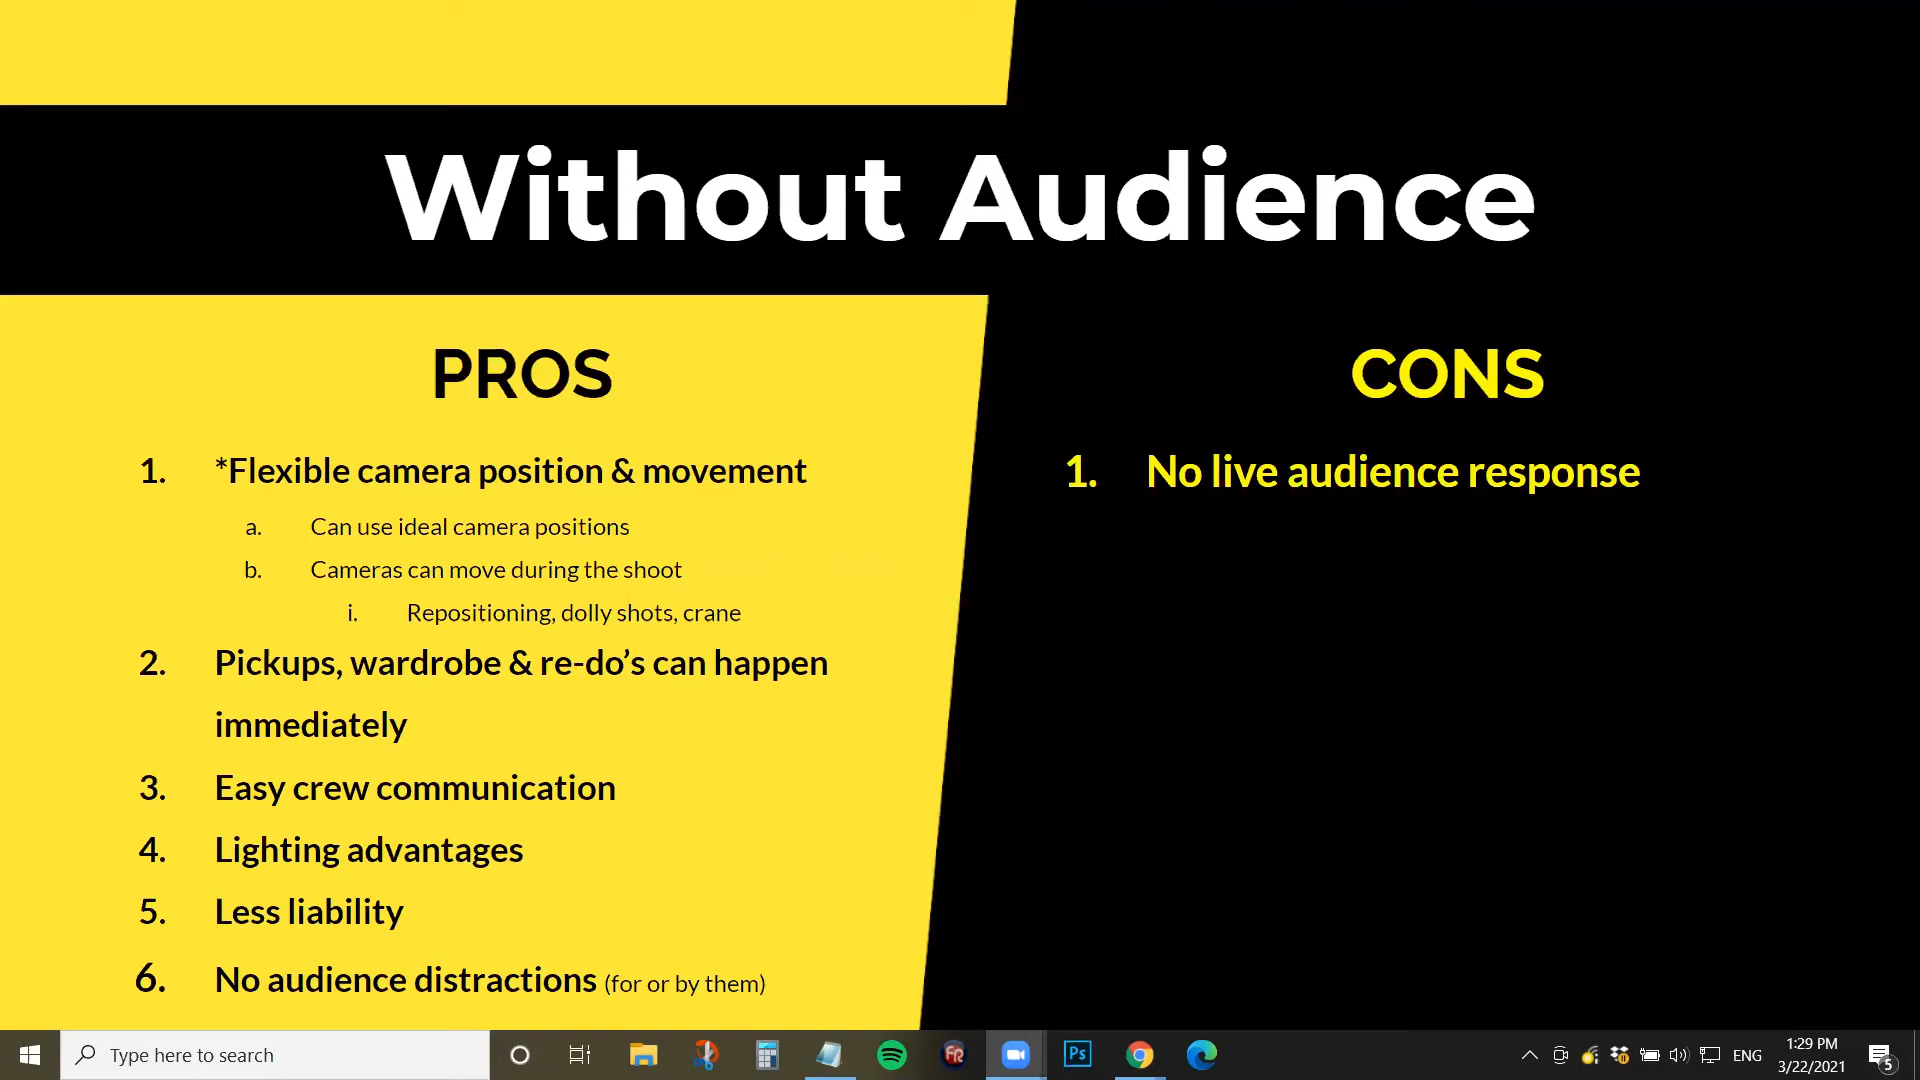 Without Audience
PROS
1. *Flexible camera position & movement
a. Can use ideal camera positions
b. Cameras can move during the shoot
i. Repositioning, dolly shots, crane
2. Pickups, wardrobe & re-do’s can happen
immediately
3. Easy crew communication
4. Lighting advantages
5. Less liability
6. No audience distractions (for or by them)
CONS
1. No live audience response
Type here to search
FR
Ps
ENG
1:29 PM
3/22/2021
5